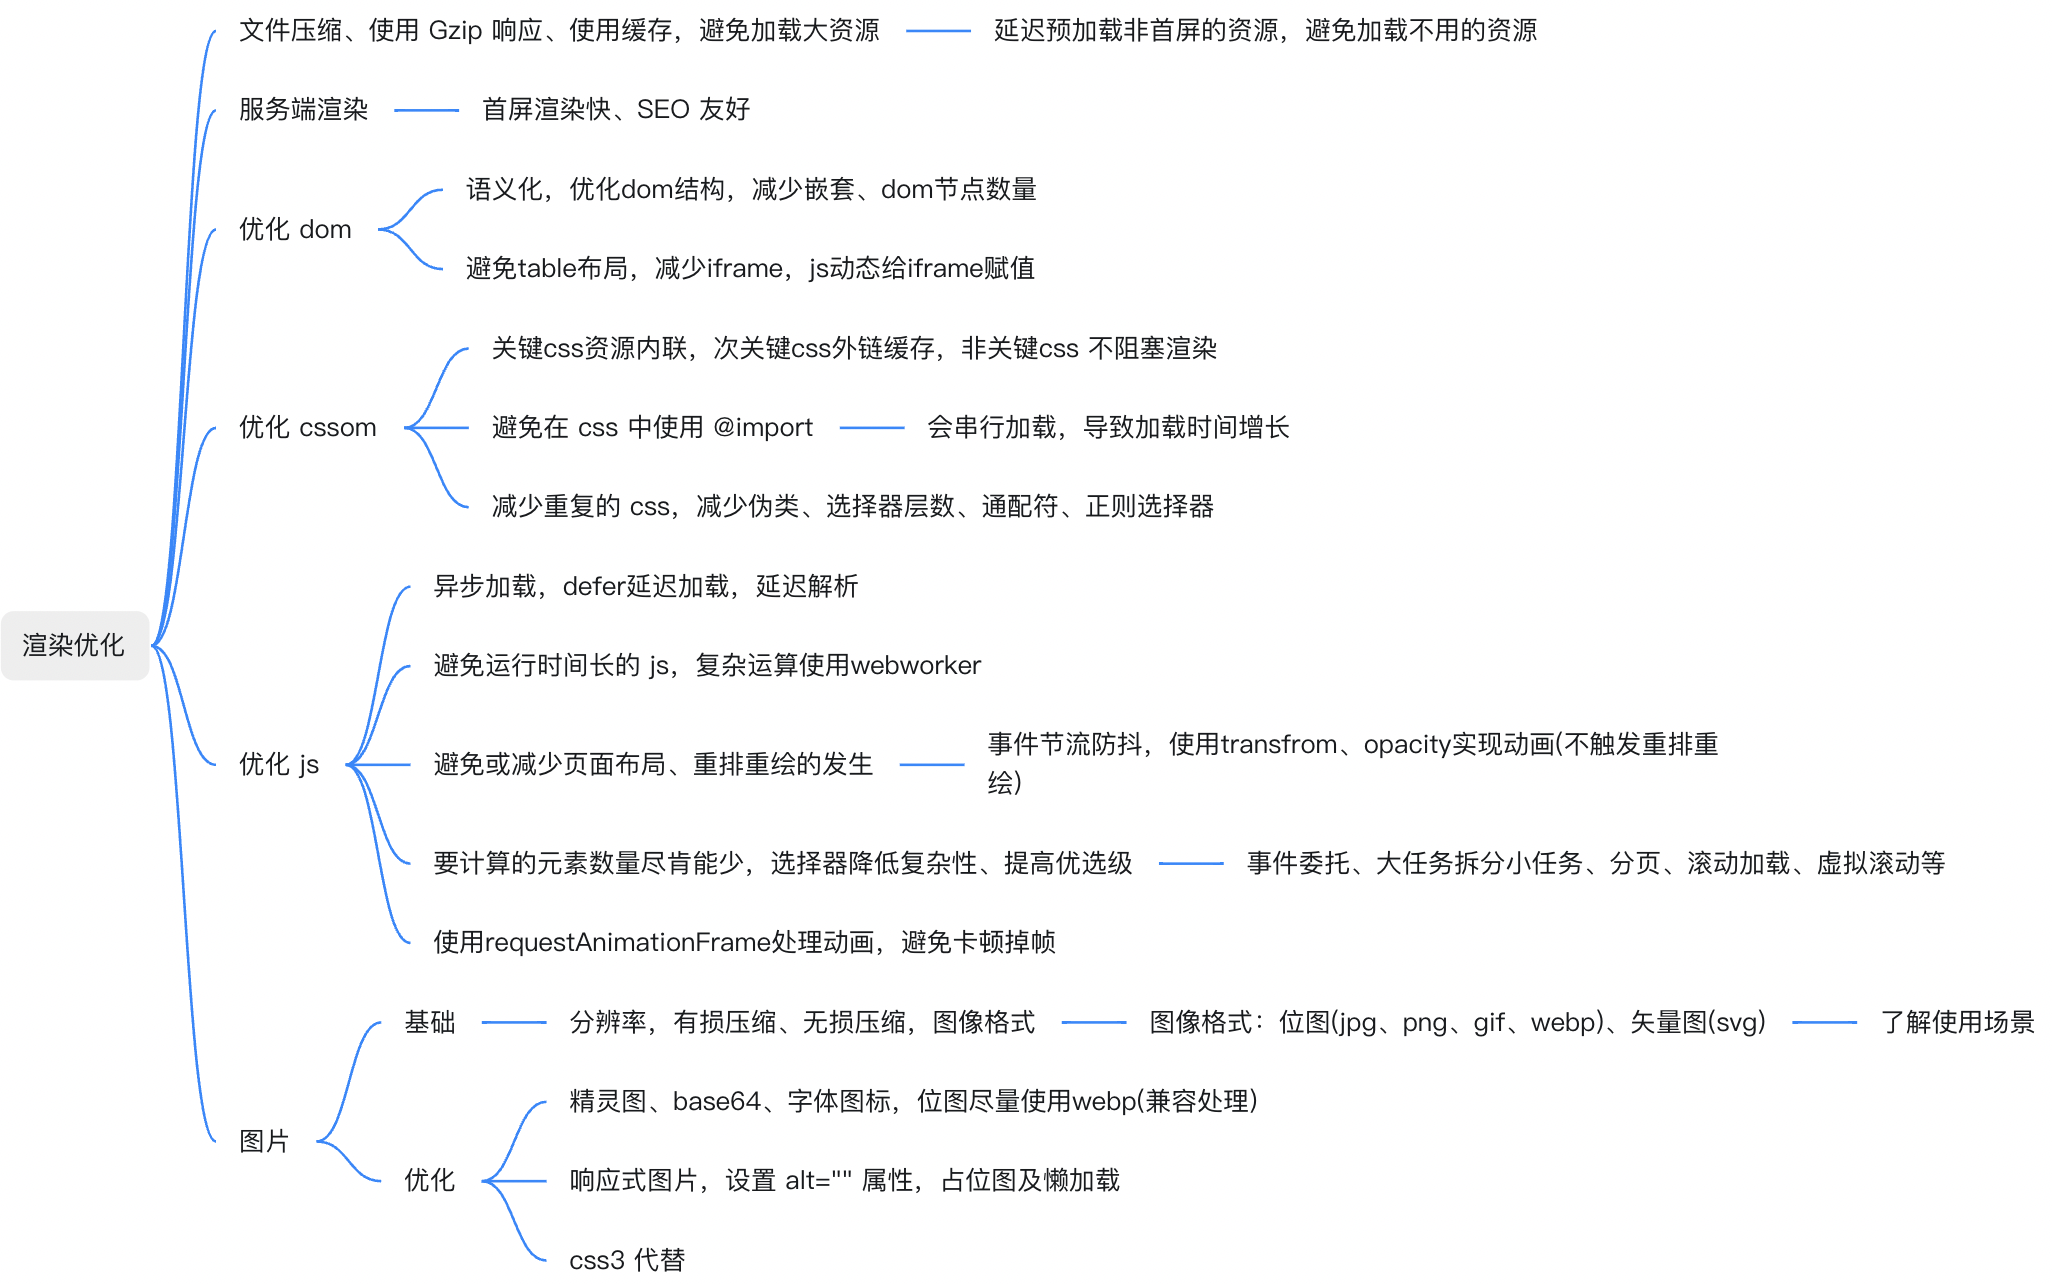 文件压缩、使用 Gzip 响应、使用缓存，避免加载大资源
延迟预加载非首屏的资源，避免加载不用的资源
服务端渲染
首屏渲染快、SEO 友好
优化 dom
语义化，优化dom结构，减少嵌套、dom节点数量
避免table布局，减少iframe，js动态给iframe赋值
优化 cssom
关键css资源内联，次关键css外链缓存，非关键css 不阻塞渲染
避免在 css 中使用 @import
会串行加载，导致加载时间增长
减少重复的 css，减少伪类、选择器层数、通配符、正则选择器
渲染优化
优化 js
异步加载，defer延迟加载，延迟解析
避免运行时间长的 js，复杂运算使用webworker
避免或减少页面布局、重排重绘的发生
事件节流防抖，使用transfrom、opacity实现动画(不触发重排重
绘)
要计算的元素数量尽肯能少，选择器降低复杂性、提高优选级
事件委托、大任务拆分小任务、分页、滚动加载、虚拟滚动等
使用requestAnimationFrame处理动画，避免卡顿掉帧
图片
基础
分辨率，有损压缩、无损压缩，图像格式
图像格式：位图(jpg、png、gif、webp)、矢量图(svg)
了解使用场景
优化
精灵图、base64、字体图标，位图尽量使用webp(兼容处理)
响应式图片，设置 alt="" 属性，占位图及懒加载
css3 代替